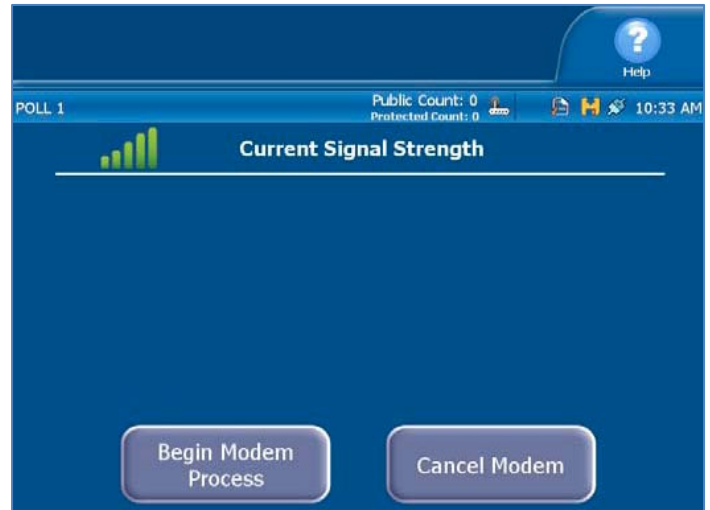 ?
Help
POLL 1
Public Count: 0
Protected Count: 0
10:33 AM
Current Signal Strength
Begin Modem
Process
Cancel Modem